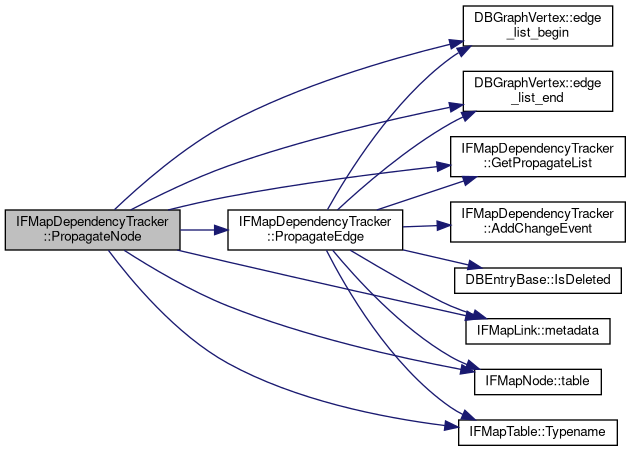 IFMapDependencyTracker
::PropagateNode
IFMapDependencyTracker
::PropagateEdge
DBGraphVertex::edge
_list_begin
DBGraphVertex::edge
_list_end
IFMapDependencyTracker
::GetPropagateList
IFMapDependencyTracker
::AddChangeEvent
DBEntryBase::IsDeleted
IFMapLink::metadata
IFMapNode::table
IFMapTable::Typename